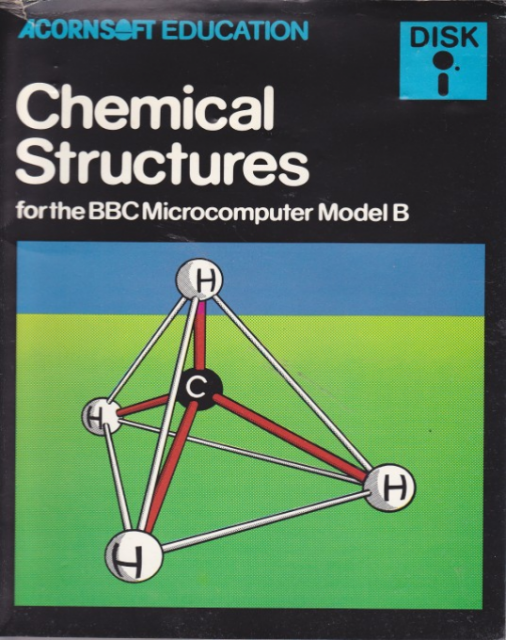 ACORNSOFT EDUCATION
DISK
Chemical
Structures
for the BBC Microcomputer Model B
H
C
H
H
H